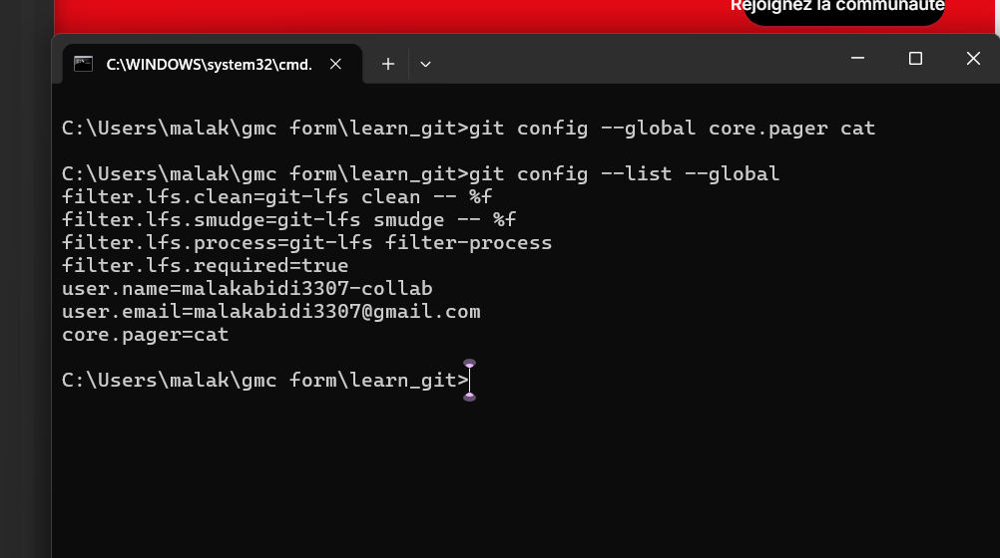 Rejoignez la communauté
C:\WINDOWS\system32\cmd.
C:\Users\malak\gmc form\learn_git>git config --global core.pager cat
C:\Users\malak\gmc form\learn_git>git config --list --global
filter.lfs.clean=git-lfs clean -- %f
filter.lfs.smudge=git-lfs smudge -- %f
filter.lfs.process=git-lfs filter-process
filter.lfs.required=true
user.name=malakabidi3307-collab
user.email=malakabidi3307@gmail.com
core.pager=cat
C:\Users\malak\gmc form\learn_git>